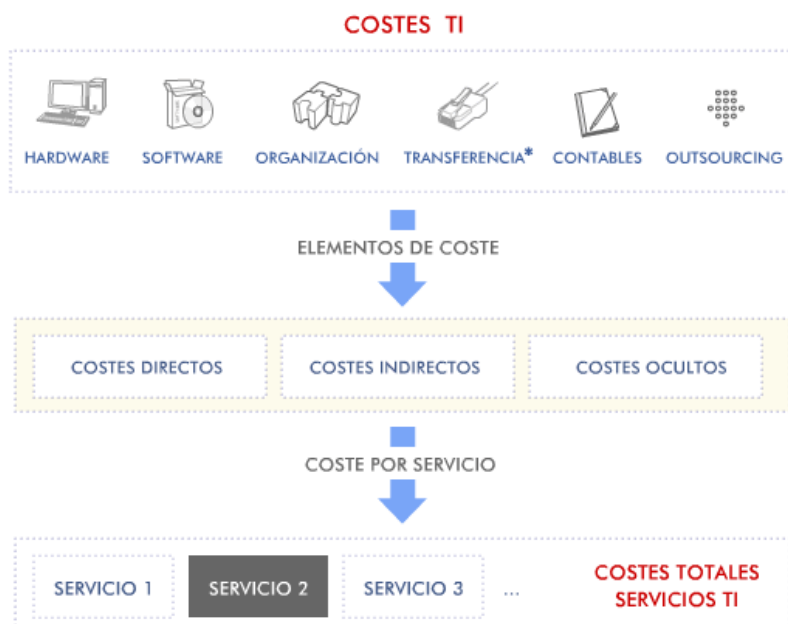 COSTES TI
HARDWARE SOFTWARE ORGANIZACIÓN TRANSFERENCIA* CONTABLES OUTSOURCING
ELEMENTOS DE COSTE
COSTES DIRECTOS COSTES INDIRECTOS COSTES OCULTOS
COSTE POR SERVICIO
SERVICIO 1 SERVICIO 2 SERVICIO 3 ... COSTES TOTALES
SERVICIOS TI